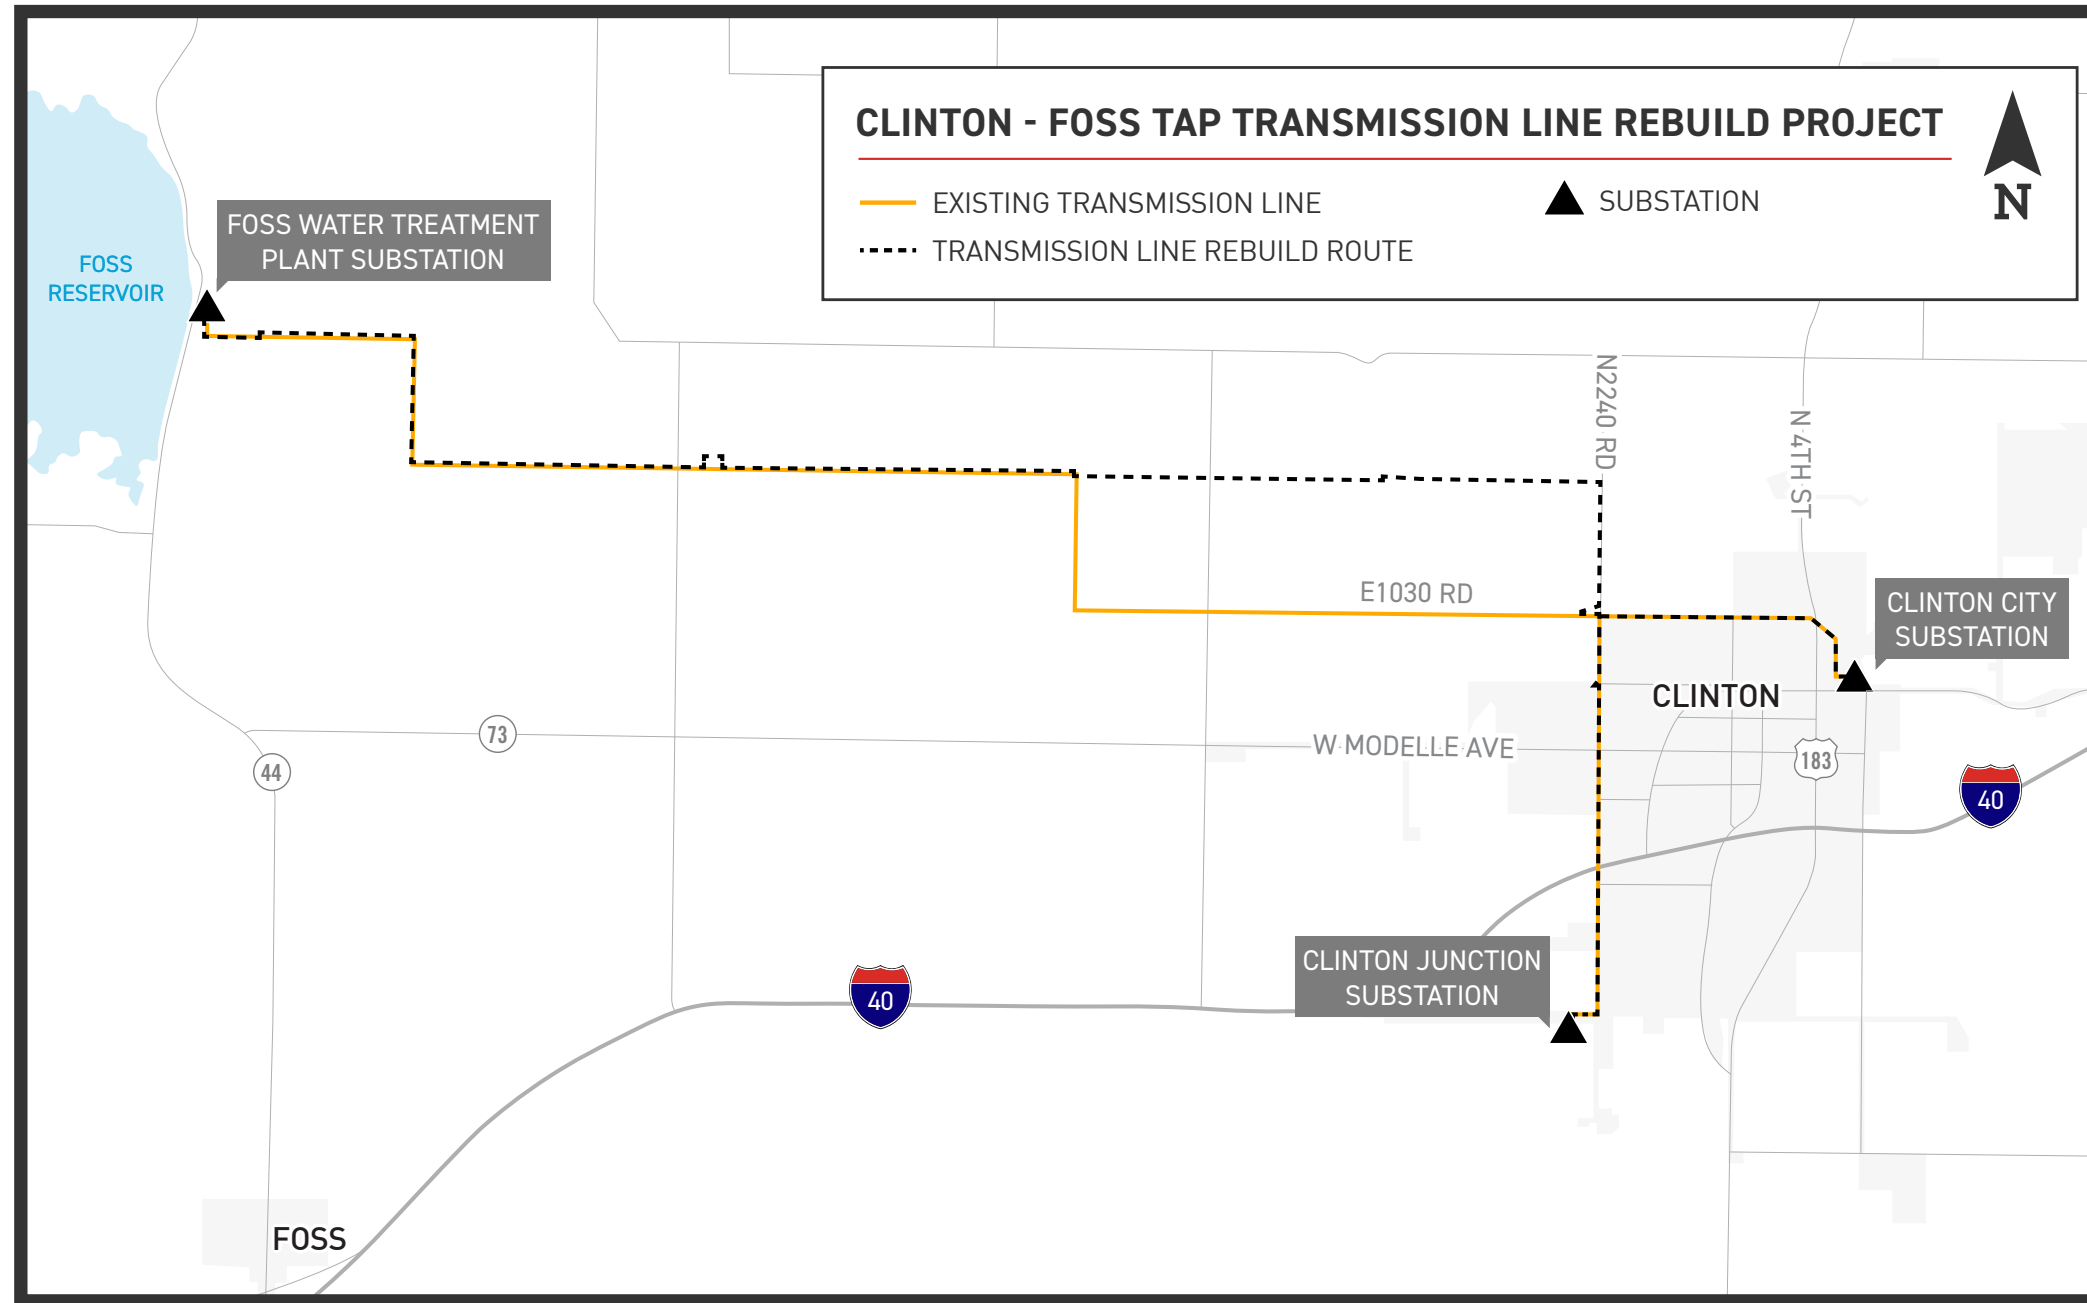 CLINTON - FOSS TAP TRANSMISSION LINE REBUILD PROJECT
EXISTING TRANSMISSION LINE
SUBSTATION
TRANSMISSION LINE REBUILD ROUTE
N
FOSS WATER TREATMENT
PLANT SUBSTATION
FOSS
RESERVOIR
N2240 RD
N 4TH ST
E1030 RD
CLINTON CITY
SUBSTATION
CLINTON
73
W MODELLE AVE
183
44
40
CLINTON JUNCTION
SUBSTATION
40
FOSS